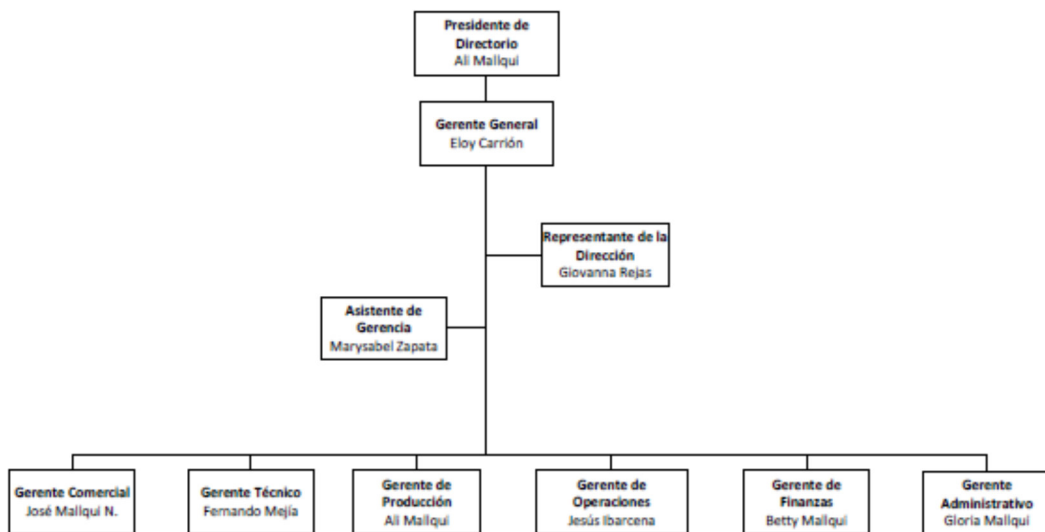 Presidente de
Directorio
Ali Mallqui
Gerente General
Eloy Carrión
Representante de la
Dirección
Giovanna Rejas
Asistente de
Gerencia
Marysabel Zapata
Gerente Comercial
José Mallqui N.
Gerente Técnico
Fernando Mejía
Gerente de
Producción
Ali Mallqui
Gerente de
Operaciones
Jesús Ibarcena
Gerente de
Finanzas
Betty Mallqui
Gerente
Administrativo
Gloria Mallqui